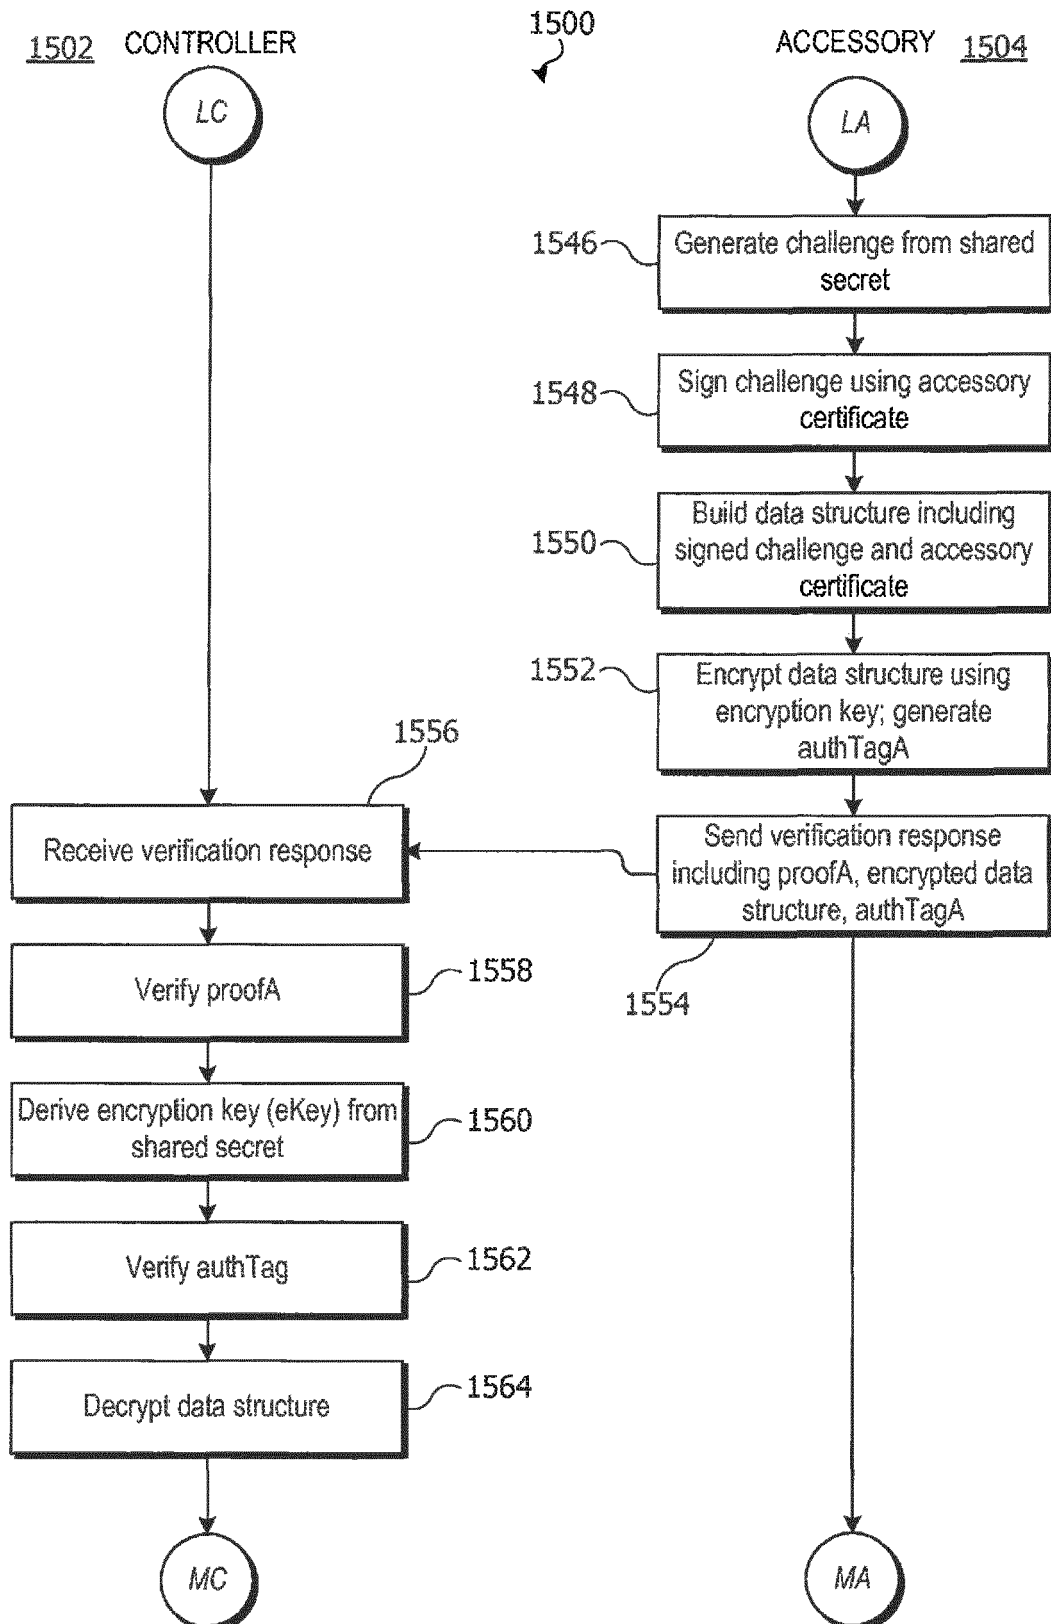 1500
1502 CONTROLLER
ACCESSORY 1504
LC
LA
1546
Generate challenge from shared
secret
1548
Sign challenge using accessory
certificate
1550
Build data structure including
signed challenge and accessory
certificate
1552
Encrypt data structure using
encryption key; generate
authTagA
1556
Receive verification response
Send verification response
including proofA, encrypted data
structure, authTagA
1554
Verify proofA
1558
Derive encryption key (eKey) from
shared secret
1560
Verify authTag
1562
Decrypt data structure
1564
MC
MA